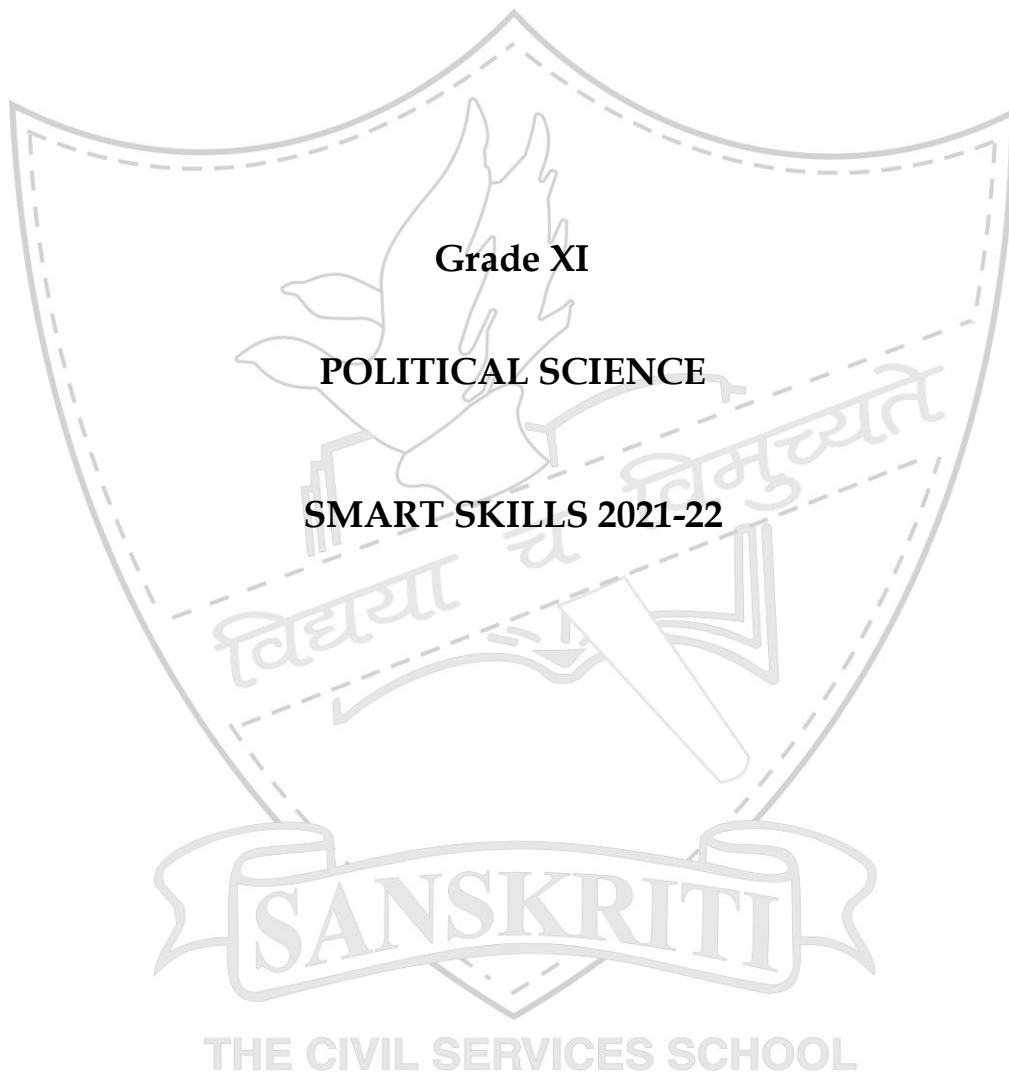 Grade XI
POLITICAL SCIENCE
SMART SKILLS 2021-22
विद्यया च विमुच्यते
SANSKRITI
THE CIVIL SERVICES SCHOOL